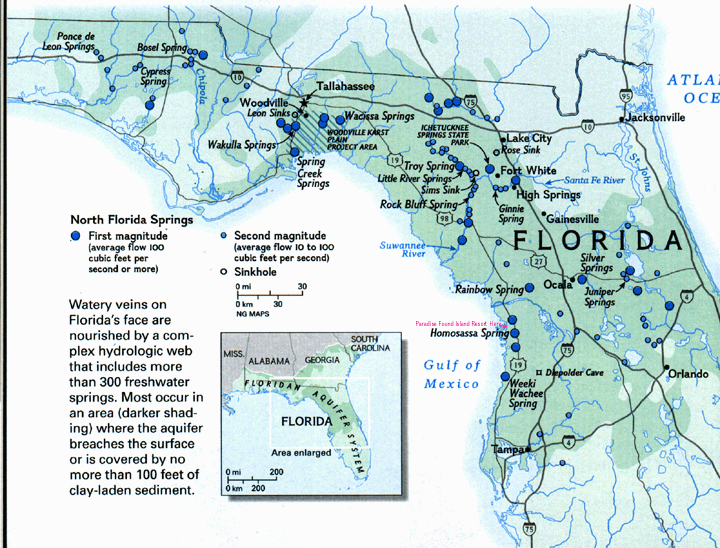 Ponce de
Leon Springs
Bosel Spring
Cypress
Spring
Chipola
10
Tallahassee
Woodville
Leon Sinks
Wacissa Springs
WOODVILLE KARST
PLAIN
PROJECT AREA
Wakulla Springs
Spring
Creek
Springs
75
95
ATLA
OCE
Jacksonville
10
ICHETUCKNEE
SPRINGS STATE
PARK
Lake City
Rose Sink
19
Troy Spring
Fort White
Little River Springs
Sims Sink
Santa Fe River
St. Johns
High Springs
Rock Bluff Spring
Ginnie
Spring
98
Gainesville
Suwannee
River
FLORIDA
27
Silver
Springs
Ocala
Juniper
Springs
Rainbow Spring
4
Paradise Found Island Resort Here
Homosassa Spring
Gulf of
Mexico
19
75
Diepolder Cave
Orlando
Weeki
Wachee
Spring
Tampa
4
75
North Florida Springs
First magnitude
(average flow 100
cubic feet per
second or more)
Second magnitude
(average flow 10 to 100
cubic feet per second)
Sinkhole
0 mi 30
0 km 30
NG MAPS
Watery veins on
Florida's face are
nourished by a com-
plex hydrologic web
that includes more
than 300 freshwater
springs. Most occur in
an area (darker shad-
ing) where the aquifer
breaches the surface
or is covered by no
more than 100 feet of
clay-laden sediment.
MISS.
ALABAMA
GEORGIA
SOUTH
CAROLINA
FLORIDAN AQUIFER SYSTEM
FLORIDA
Area enlarged
0 mi 200
0 km 200